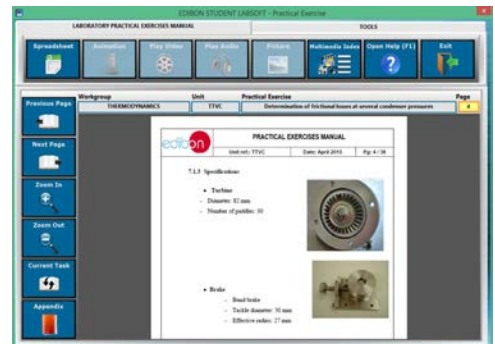 EDIBON STUDENT LABSOFT - Practical Exercise
LABORATORY PRACTICAL EXERCISES MANUAL
TOOLS
Spreadsheet
Animation
Play Video
Play Audio
Picture
Multimedia Index
Open Help (F1)
Exit
Workgroup
Unit
Practical Exercise
Page
THERMODYNAMICS
TTVC
Determination of frictional losses at several condenser pressures
4
Previous Page
Next Page
Zoom In
Zoom Out
Current Task
Appendix
edibon
PRACTICAL EXERCISES MANUAL
Unit ref.: TTVC
Date: April 2015
Pg: 4 / 38
7.1.3 Specifications
• Turbine
- Diameter: 82 mm
- Number of paddles: 30
• Brake
- Band brake
- Tackle diameter: 50 mm
- Effective radius: 27 mm